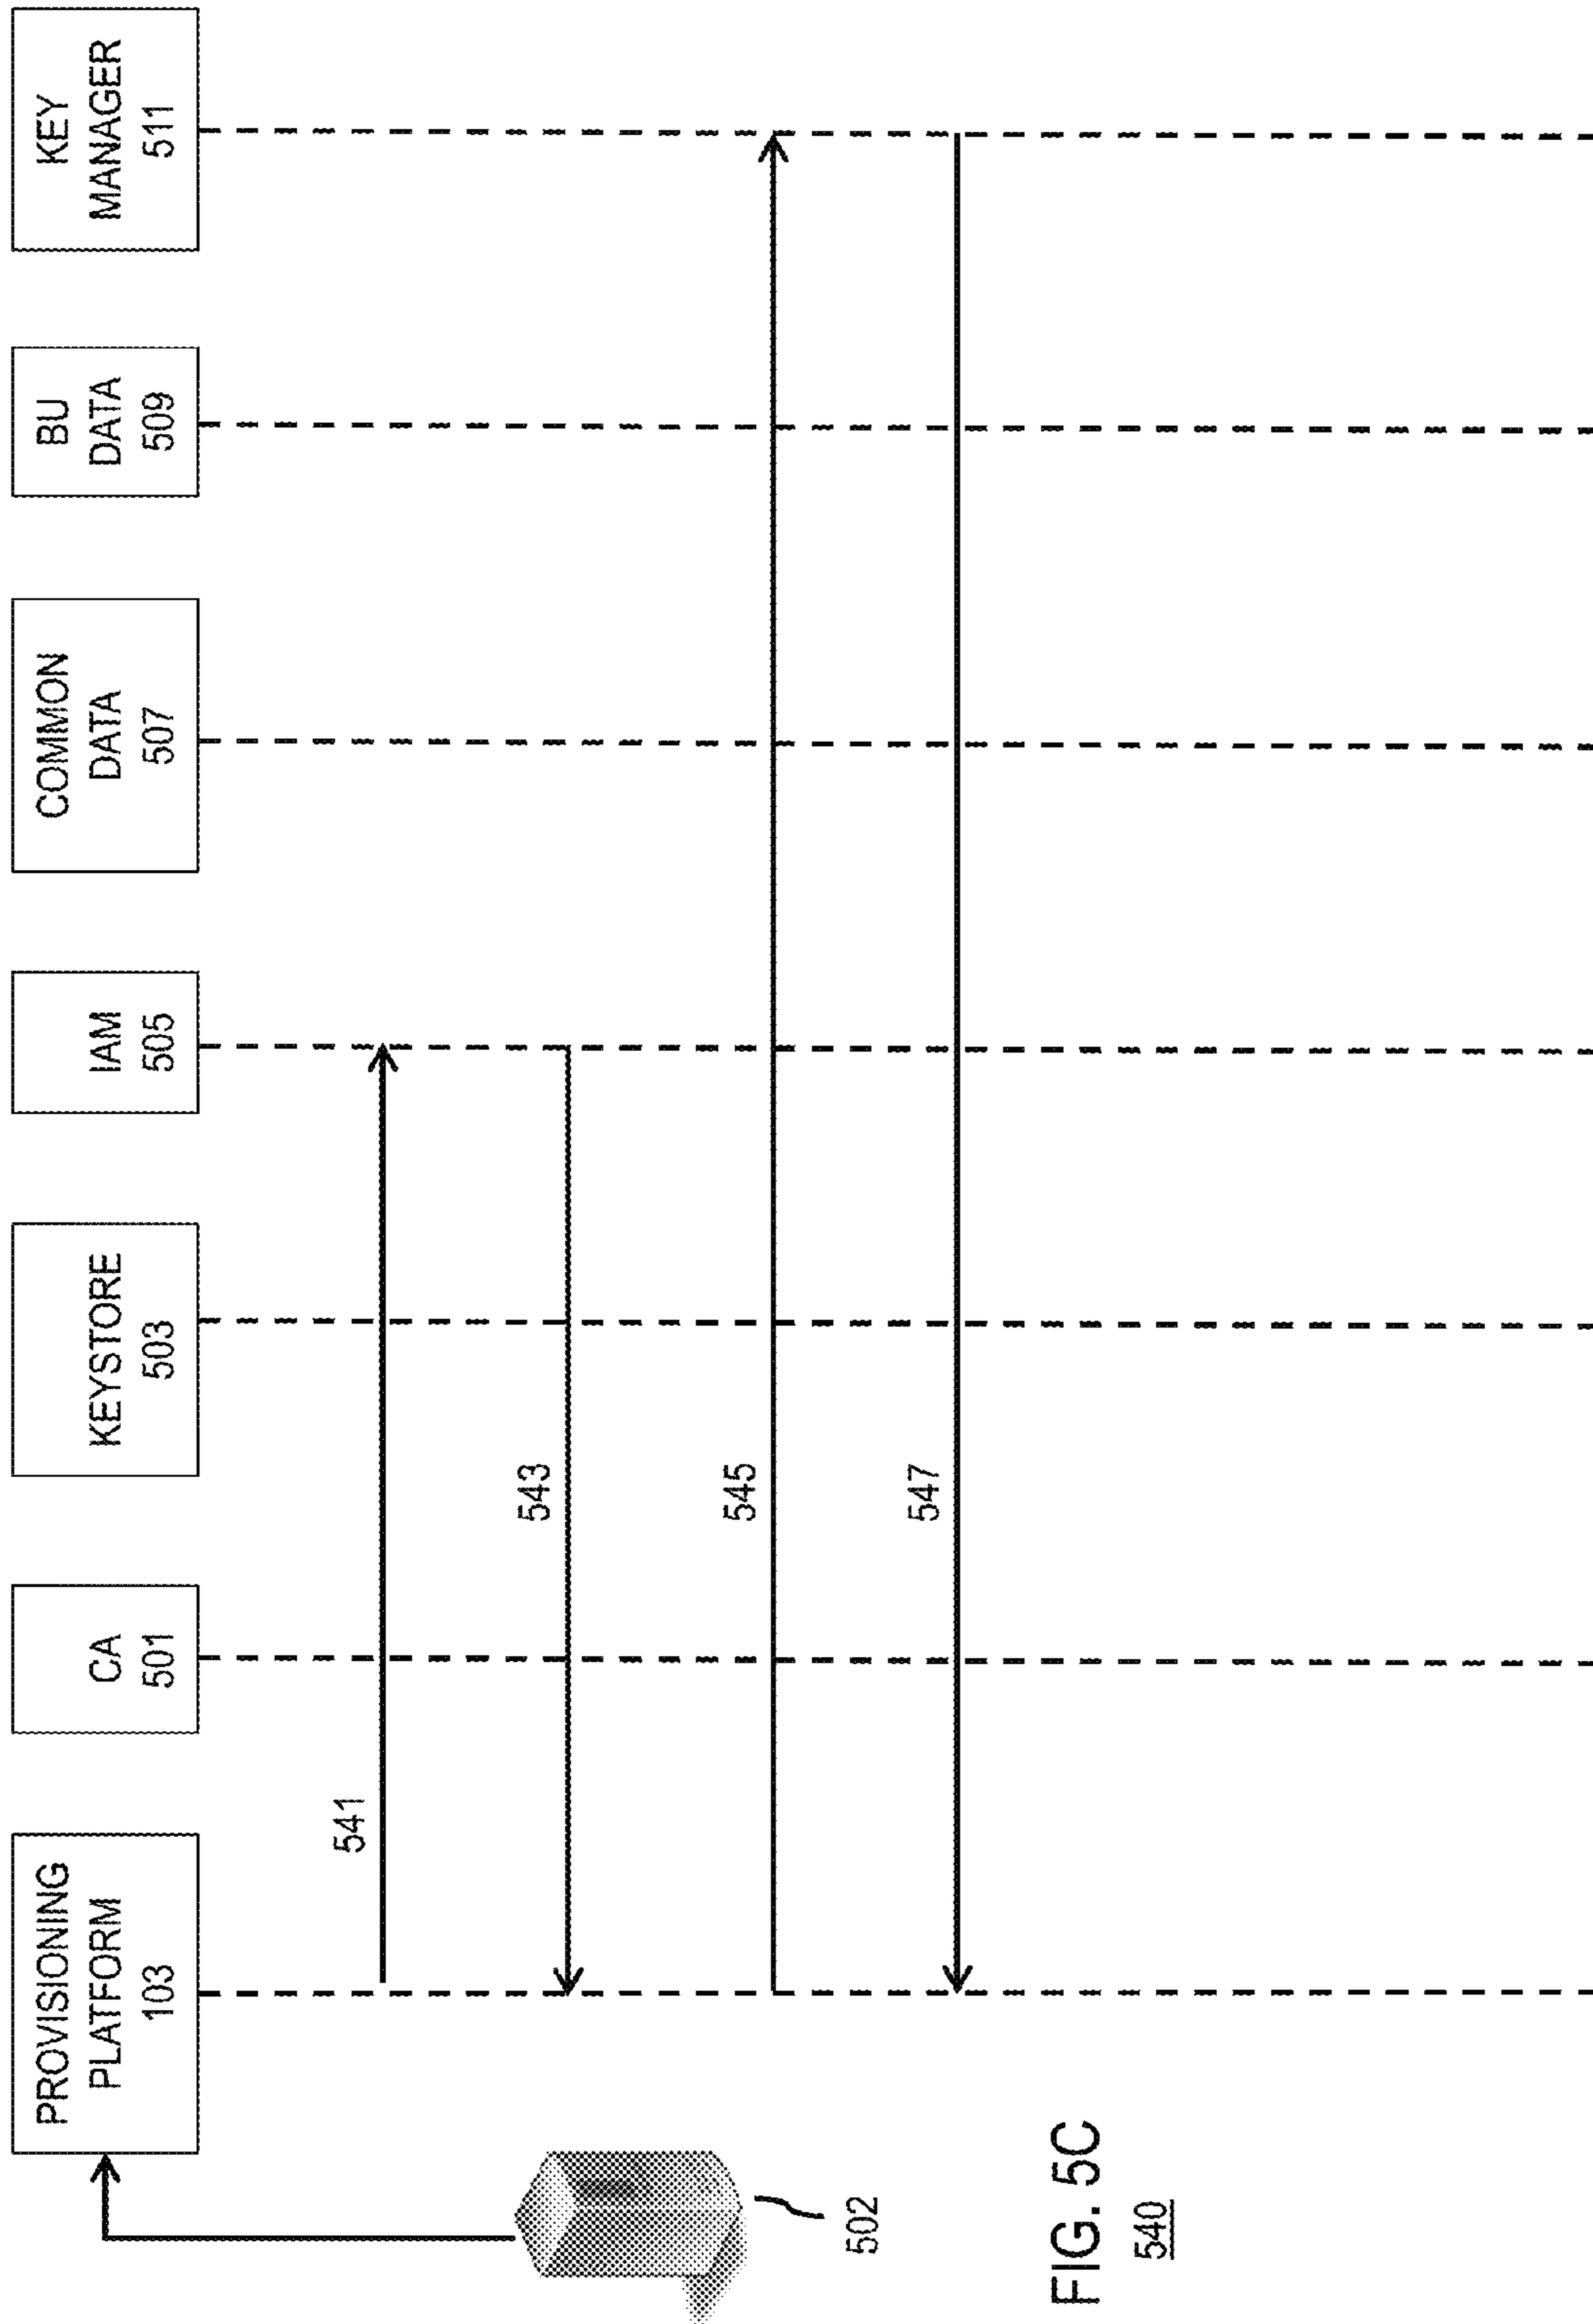 PROVISIONING
PLATFORM
103
CA
501
KEYSTORE
503
IAM
505
COMMON
DATA
507
BU
DATA
509
KEY
MANAGER
511
541
543
545
547
502
FIG. 5C
540